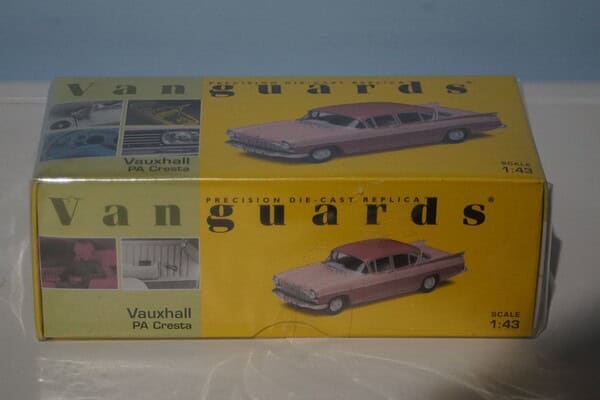 Vanguards®
PRECISION DIE-CAST REPLICA
Vauxhall
PA Cresta
SCALE
1:43
PRECISION DIE-CAST REPLICA™
Vanguards®
Vauxhall
PA Cresta
SCALE
1:43